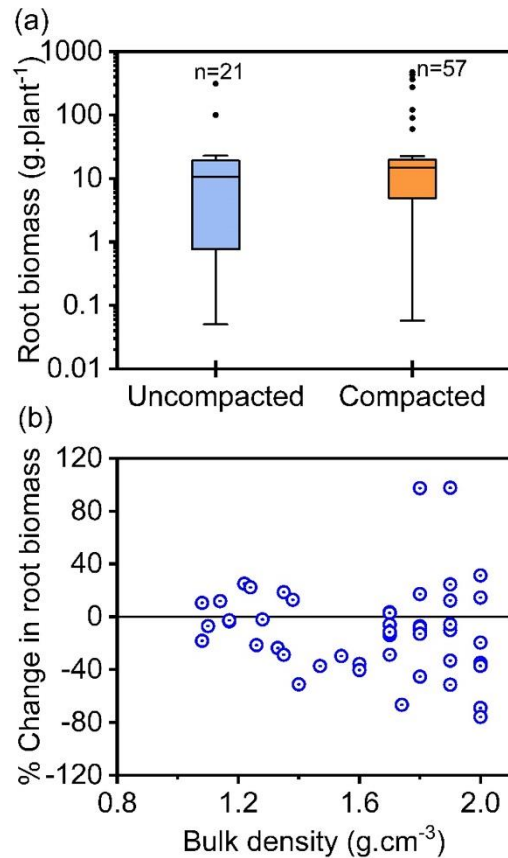 (a)
Root biomass (g.plant⁻¹)
1000
100
10
1
0.1
0.01
n=21
n=57
Uncompacted
Compacted
(b)
% Change in root biomass
120
80
40
0
-40
-80
-120
0.8
1.2
1.6
2.0
Bulk density (g.cm⁻³)